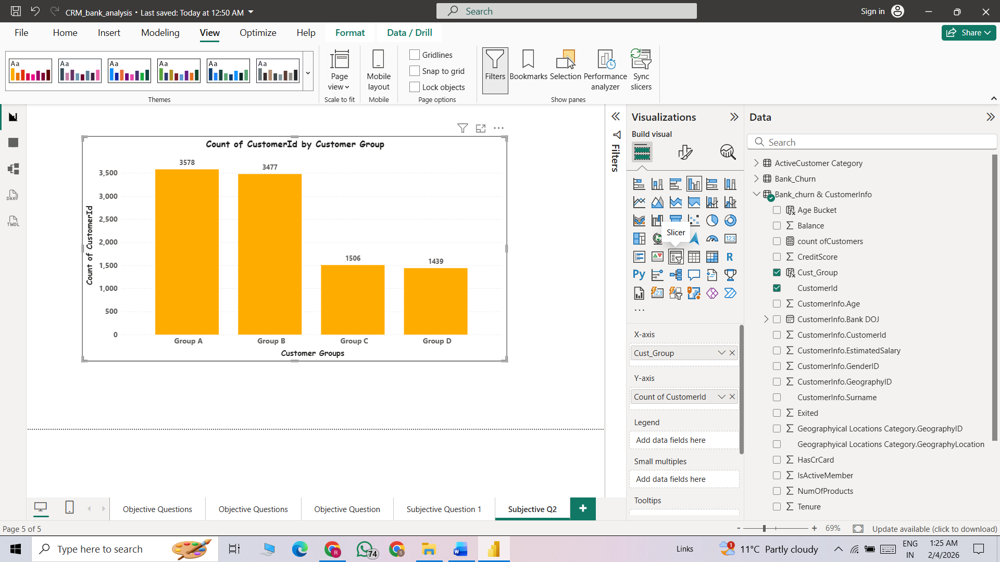 CRM_bank_analysis • Last saved: Today at 12:50 AM
Search
Sign in
File
Home
Insert
Modeling
View
Optimize
Help
Format
Data / Drill
Share
Aa
Aa
Aa
Aa
Aa
Aa
Themes
Page view
Scale to fit
Mobile layout
Mobile
Gridlines
Snap to grid
Lock objects
Page options
Filters
Bookmarks
Selection
Performance analyzer
Sync slicers
Show panes
DAX
TMDL
Count of CustomerId by Customer Group
Count of CustomerId
3,500
3,000
2,500
2,000
1,500
1,000
500
0
3578
3477
1506
1439
Group A
Group B
Group C
Group D
Customer Groups
Filters
Visualizations
Build visual
Slicer
123
R
Py
123
X-axis
Cust_Group
Y-axis
Count of CustomerId
Legend
Add data fields here
Small multiples
Add data fields here
Tooltips
Data
Search
ActiveCustomer Category
Bank_Churn
Bank_churn & CustomerInfo
Age Bucket
Balance
count ofCustomers
CreditScore
Cust_Group
CustomerId
CustomerInfo.Age
CustomerInfo.Bank DOJ
CustomerInfo.CustomerId
CustomerInfo.EstimatedSalary
CustomerInfo.GenderID
CustomerInfo.GeographyID
CustomerInfo.Surname
Exited
Geographyical Locations Category.GeographyID
Geographyical Locations Category.GeographyLocation
HasCrCard
IsActiveMember
NumOfProducts
Tenure
Objective Questions
Objective Questions
Objective Question
Subjective Question 1
Subjective Q2
Page 5 of 5
69%
Update available (click to download)
Type here to search
R
74
S
W
Links
1
11°C Partly cloudy
ENG
IN
1:25 AM
2/4/2026